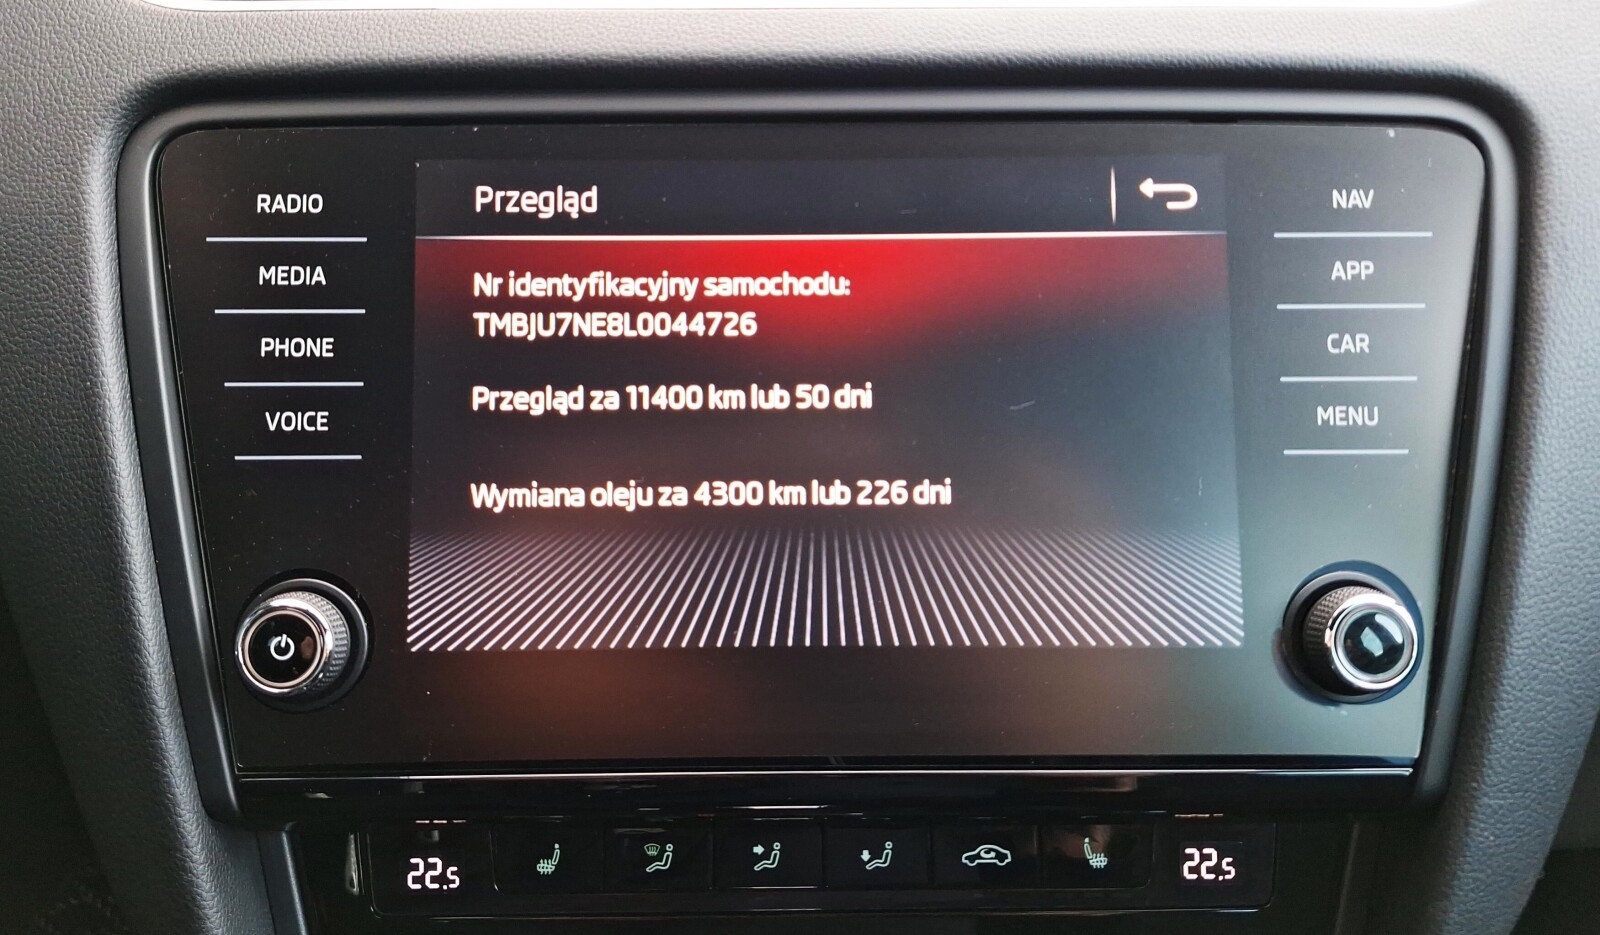 RADIO
MEDIA
PHONE
VOICE
Przegląd
Nr identyfikacyjny samochodu:
TMBJU7NE8L0044726
Przegląd za 11400 km lub 50 dni
Wymiana oleju za 4300 km lub 226 dni
NAV
APP
CAR
MENU
22.5
22.5